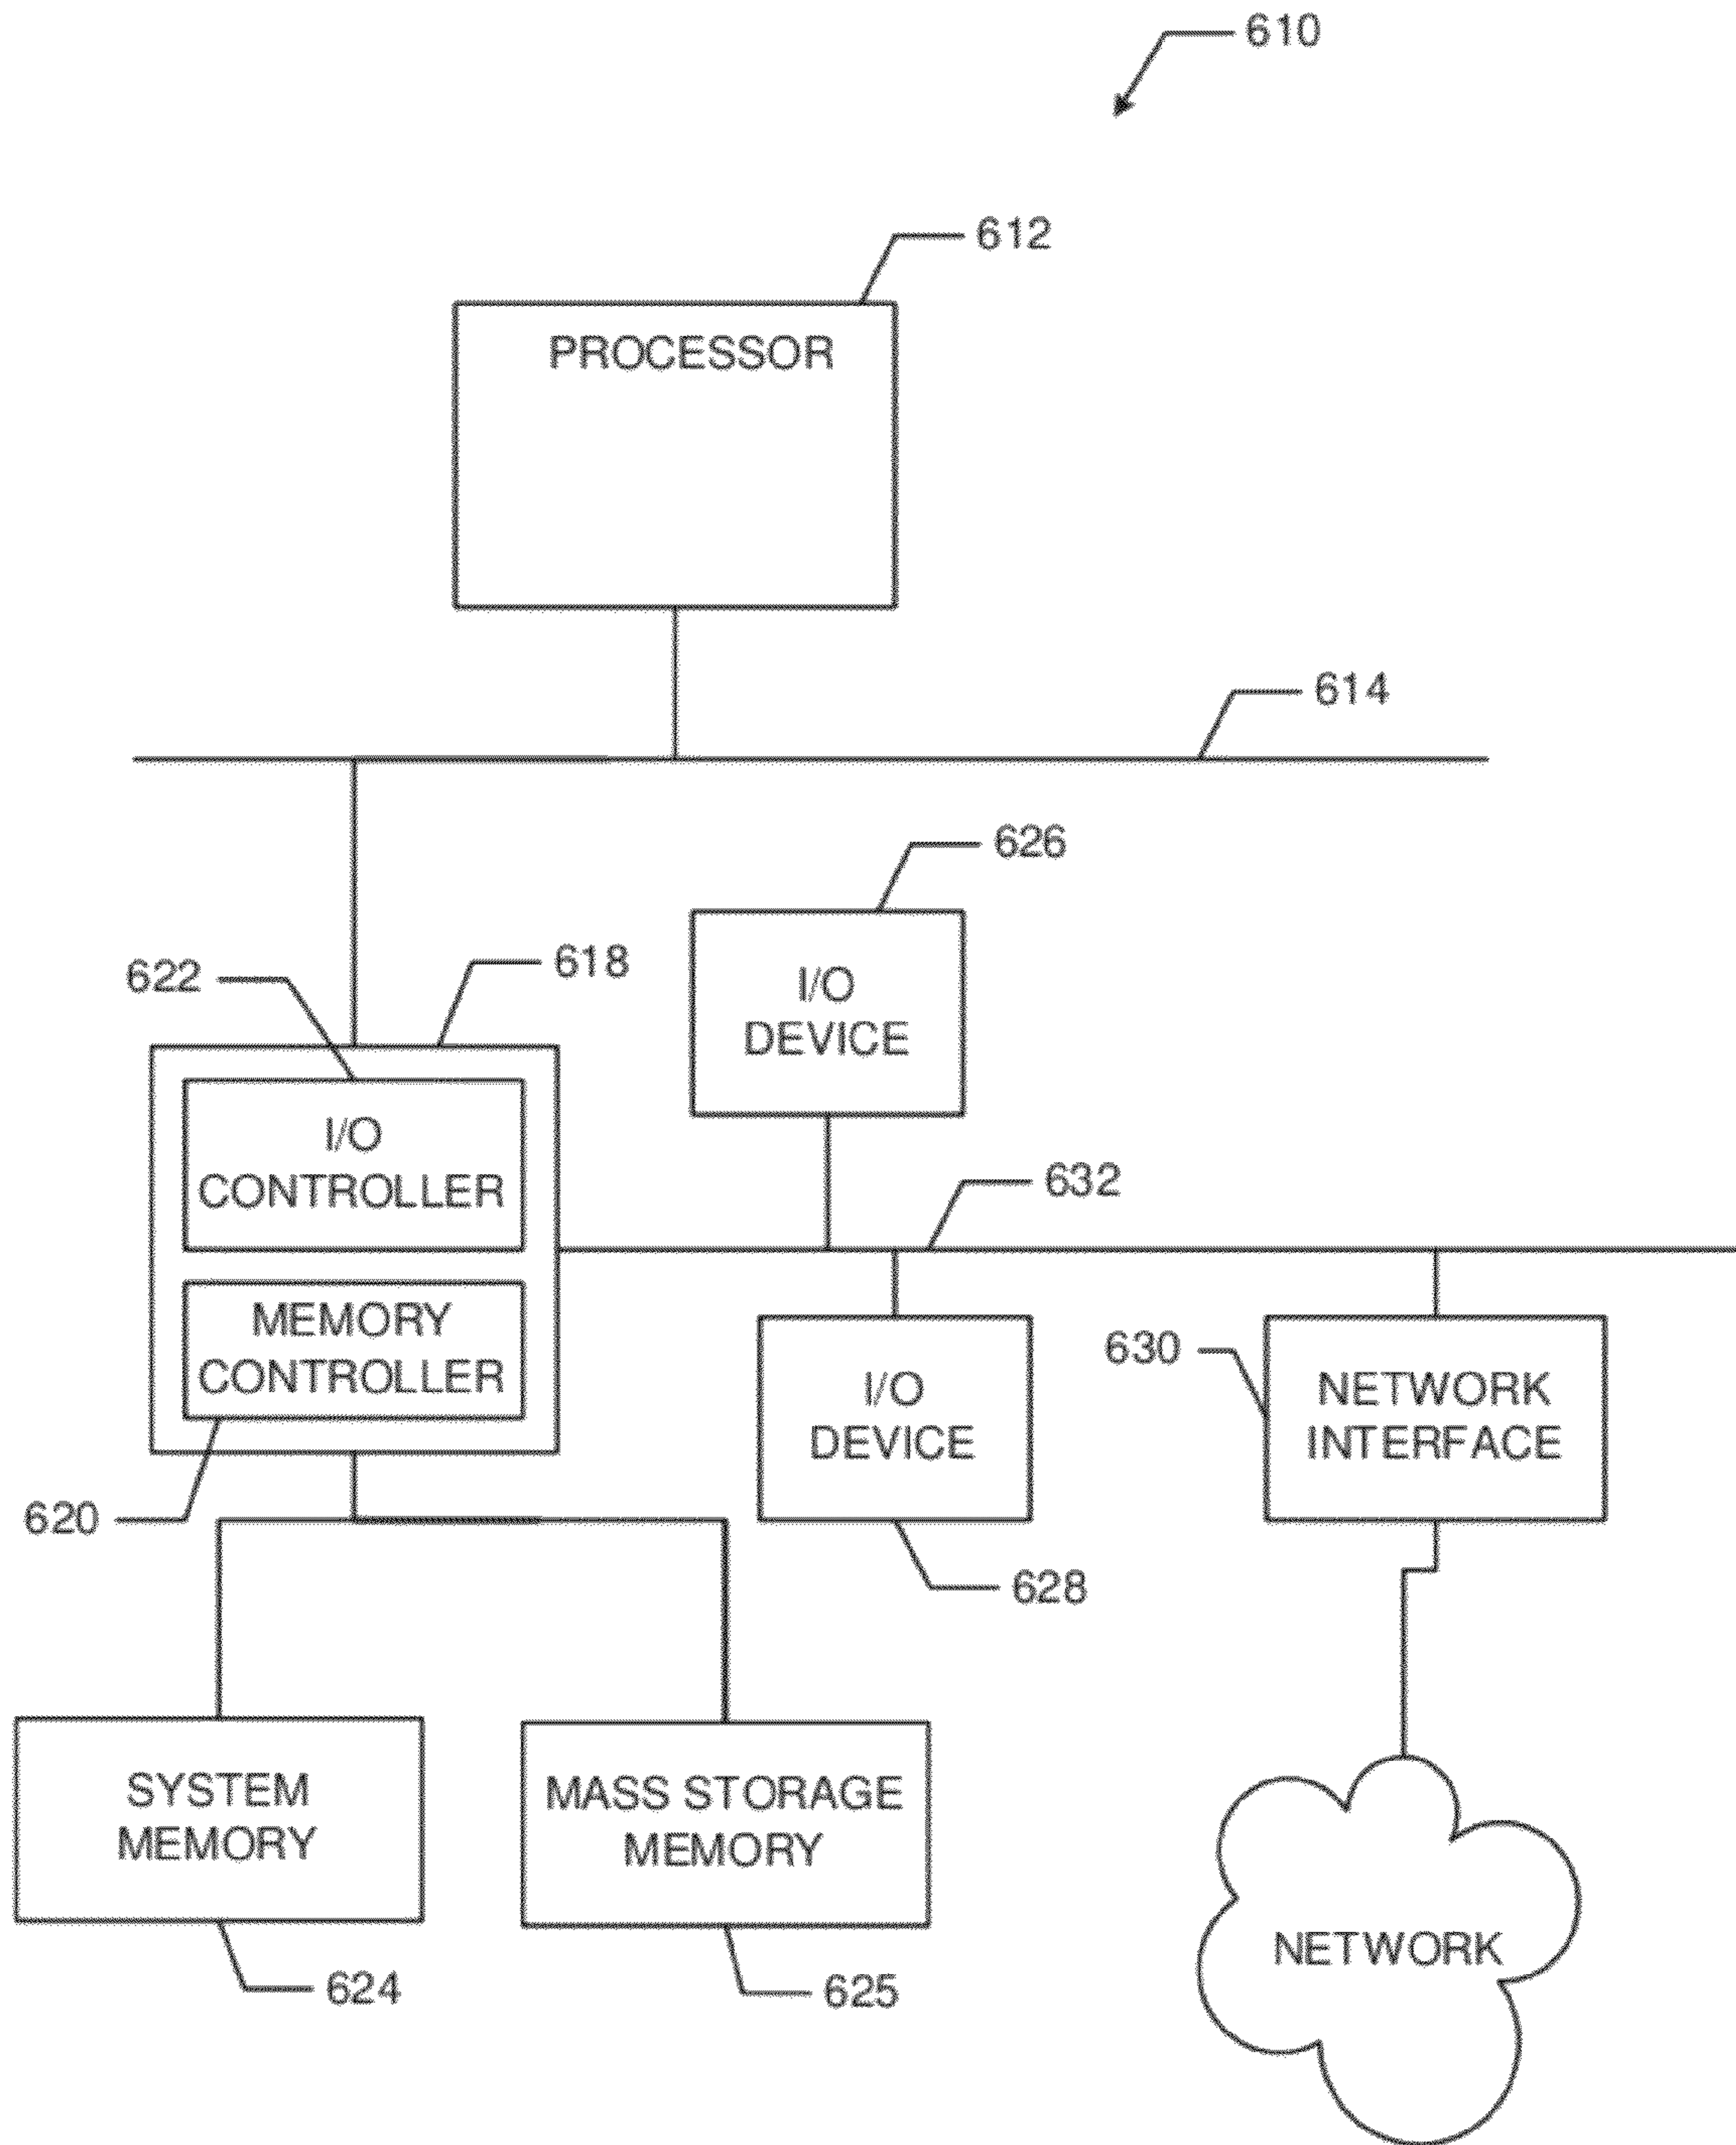 610
612
PROCESSOR
614
626
622
618
I/O
DEVICE
I/O
CONTROLLER
632
MEMORY
CONTROLLER
630
I/O
DEVICE
NETWORK
INTERFACE
620
628
SYSTEM
MEMORY
MASS STORAGE
MEMORY
NETWORK
624
625